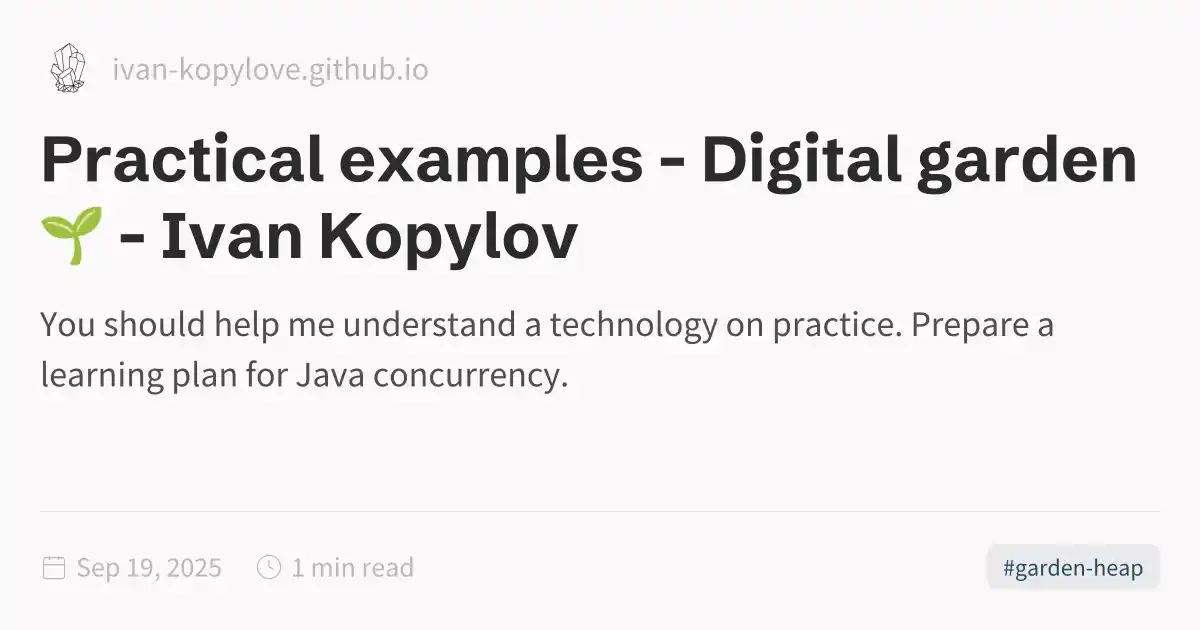 ivan-kopylove.github.io
Practical examples - Digital garden
🌱 - Ivan Kopylov
You should help me understand a technology on practice. Prepare a
learning plan for Java concurrency.
Sep 19, 2025 1 min read #garden-heap